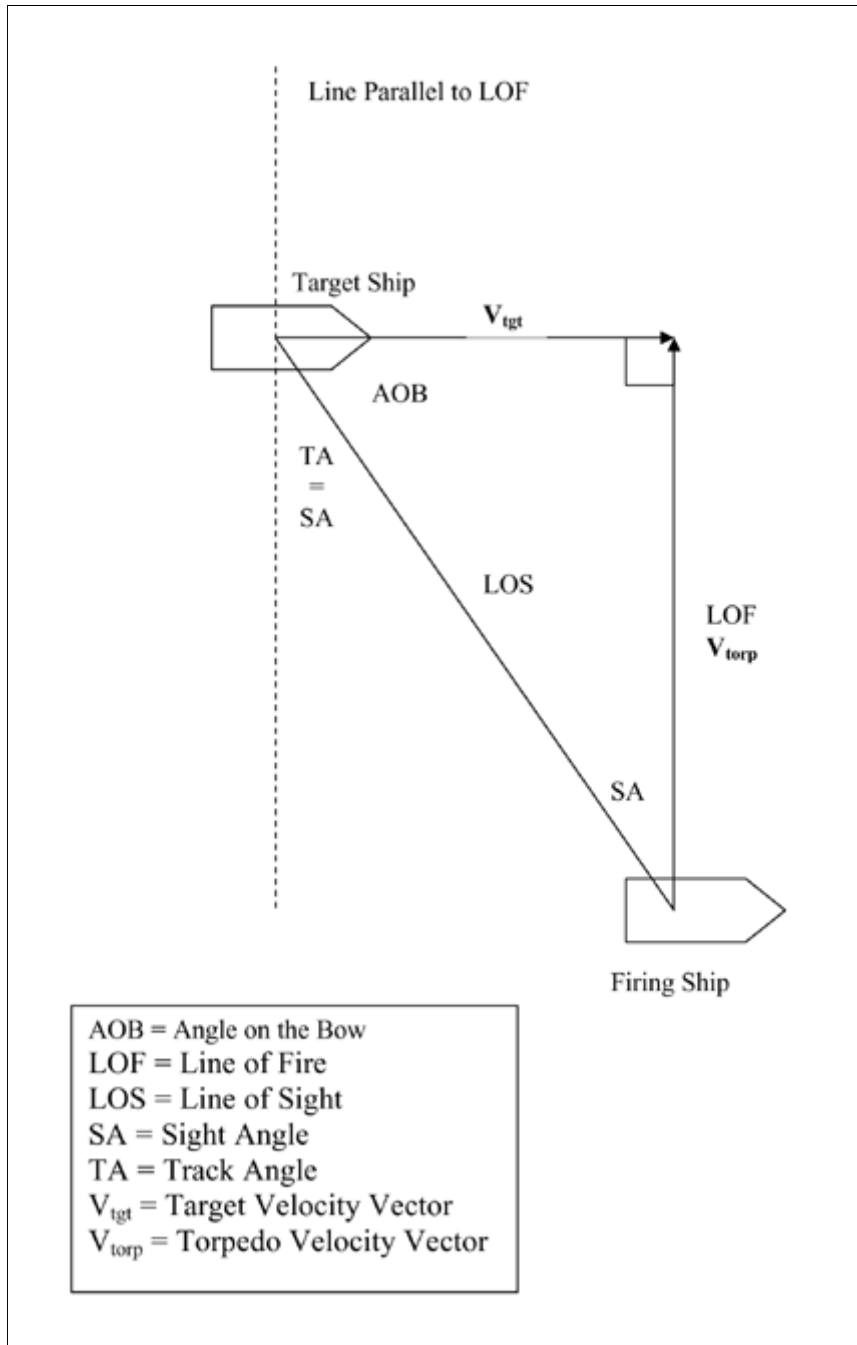 Line Parallel to LOF
Target Ship
Vtgt
AOB
TA
=
SA
LOS
LOF
Vtorp
SA
Firing Ship
AOB = Angle on the Bow
LOF = Line of Fire
LOS = Line of Sight
SA = Sight Angle
TA = Track Angle
Vtgt = Target Velocity Vector
Vtorp = Torpedo Velocity Vector